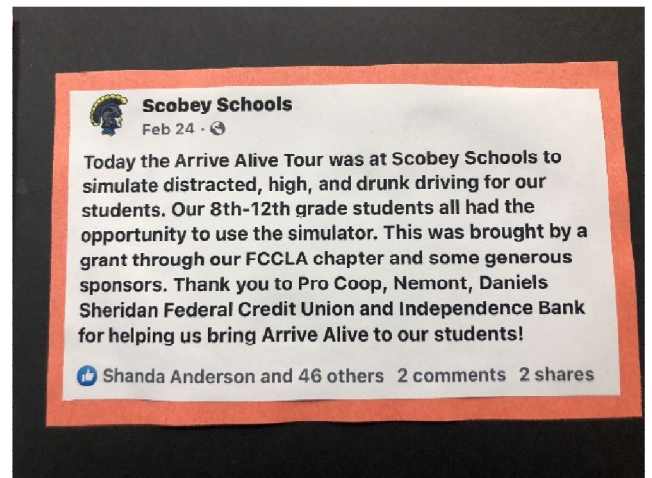 Scobey Schools
Feb 24 ·
Today the Arrive Alive Tour was at Scobey Schools to
simulate distracted, high, and drunk driving for our
students. Our 8th-12th grade students all had the
opportunity to use the simulator. This was brought by a
grant through our FCCLA chapter and some generous
sponsors. Thank you to Pro Coop, Nemont, Daniels
Sheridan Federal Credit Union and Independence Bank
for helping us bring Arrive Alive to our students!
Shanda Anderson and 46 others 2 comments 2 shares